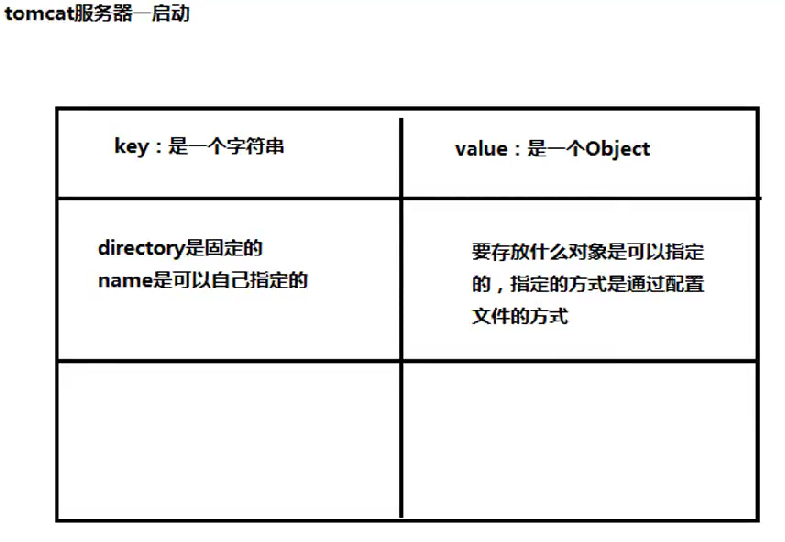 tomcat服务器一启动
key：是一个字符串
value：是一个Object
directory是固定的
name是可以自己指定的
要存放什么对象是可以指定
的，指定的方式是通过配置
文件的方式